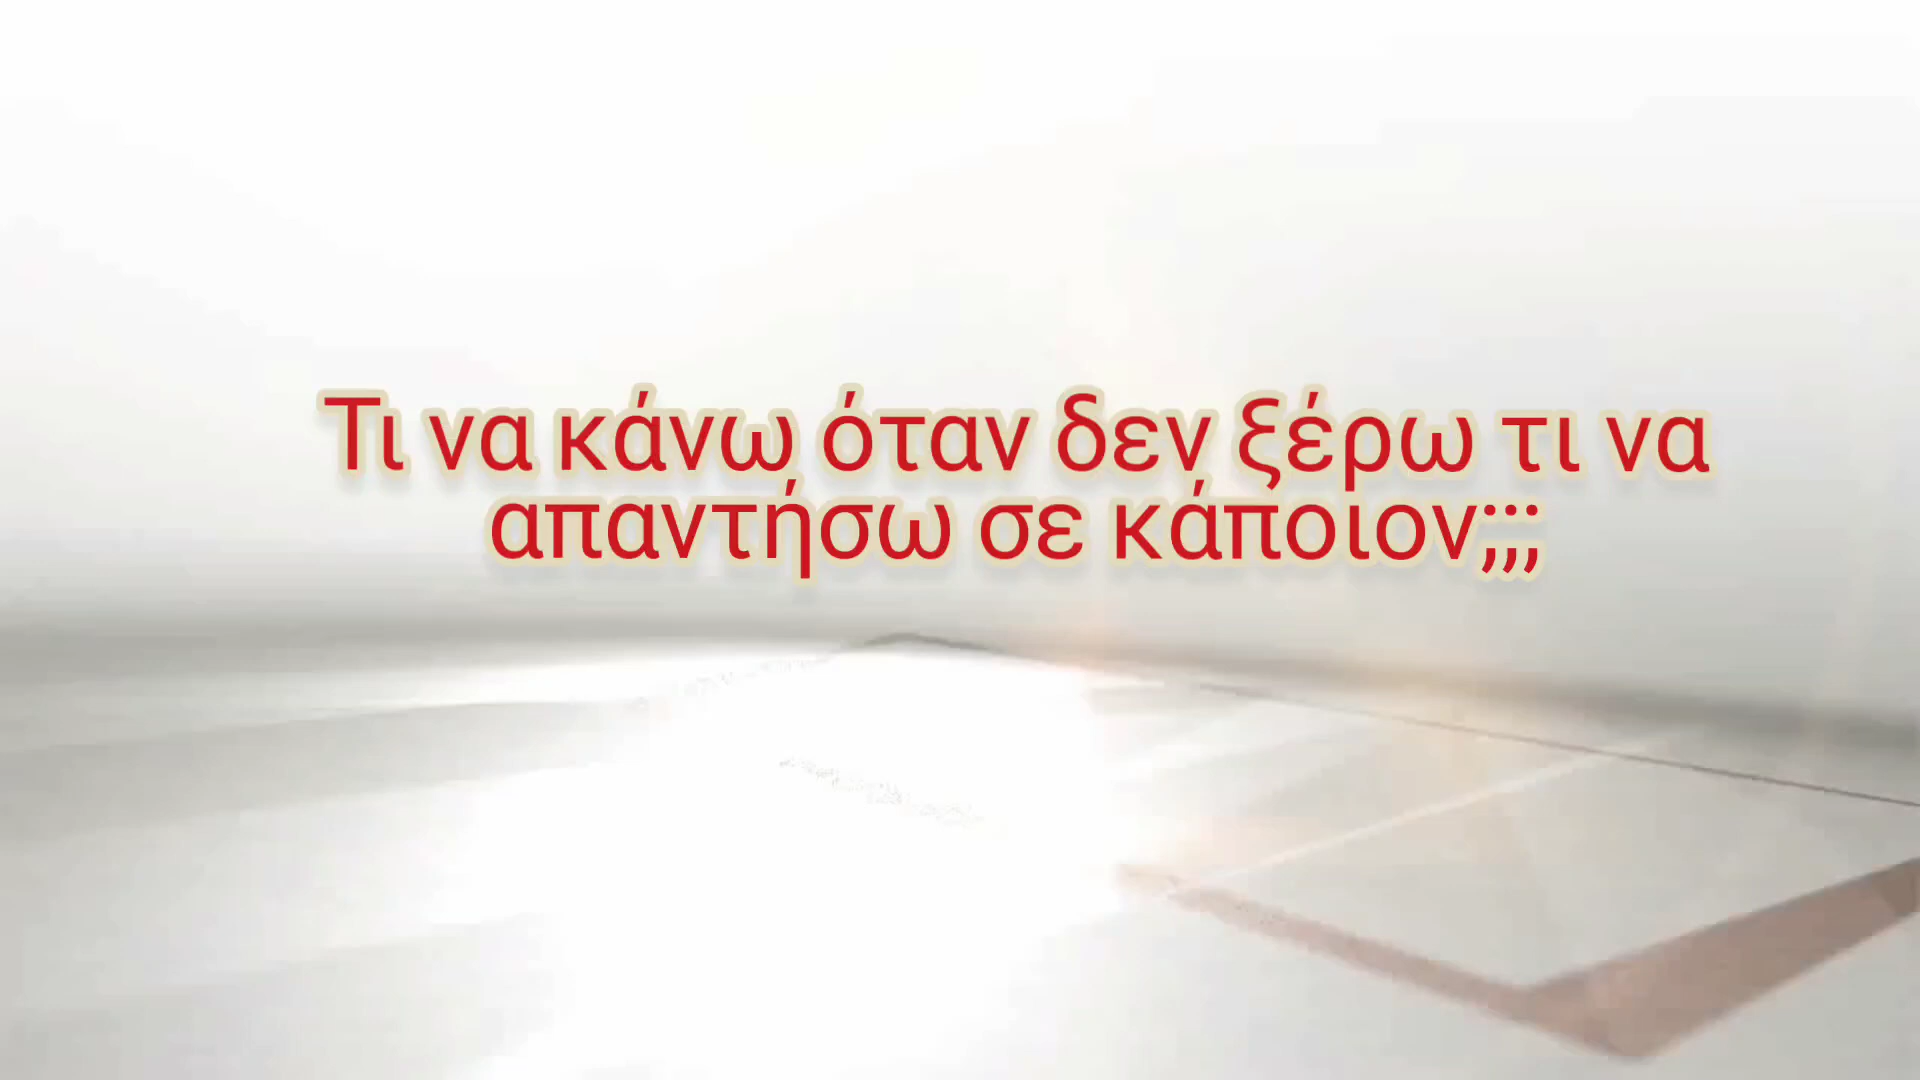 Τι να κάνω όταν δεν ξέρω τι να
απαντήσω σε κάποιον;;;